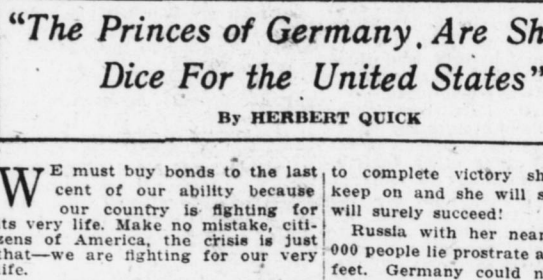 "The Princes of Germany, Are Sh
Dice For the United States"
By HERBERT QUICK
WE must buy bonds to the last
cent of our ability because
our country is fighting for
its very life. Make no mistake, citi-
zens of America, the crisis is just
that—we are fighting for our very
life.
to complete victory sh
keep on and she will s
will surely succeed!
Russia with her near
000 people lie prostrate a
feet. Germany could n